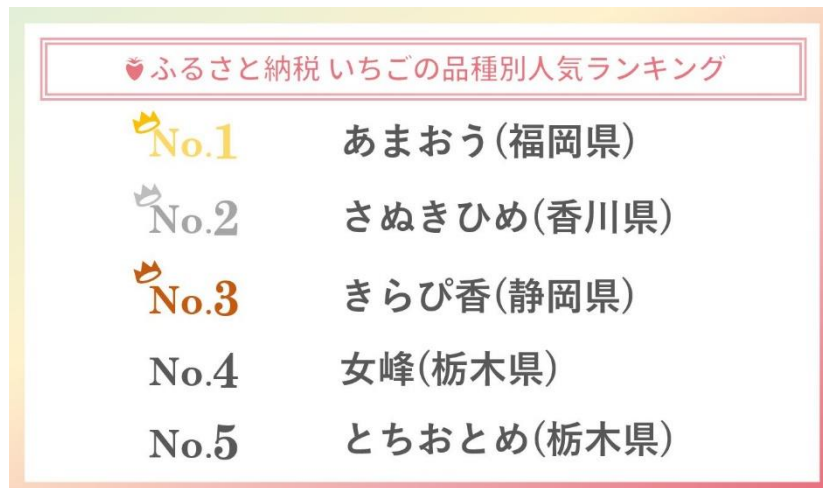 ふるさと納税 いちごの品種別人気ランキング
No.1 あまおう(福岡県)
No.2 さぬきひめ(香川県)
No.3 きらぴ香(静岡県)
No.4 女峰(栃木県)
No.5 とちおとめ(栃木県)